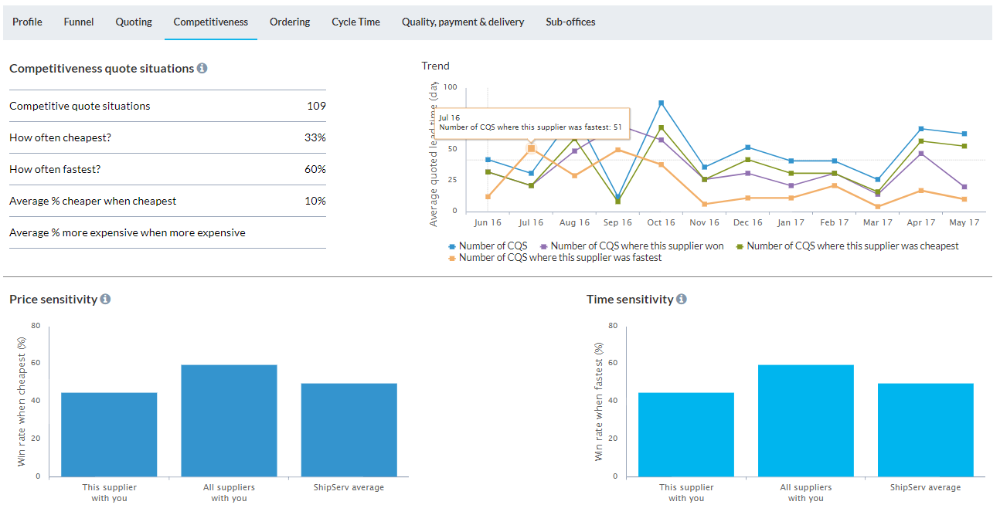 Profile Funnel Quoting Competitiveness Ordering Cycle Time Quality, payment & delivery Sub-offices
Competitiveness quote situations
Competitive quote situations 109
How often cheapest? 33%
How often fastest? 60%
Average % cheaper when cheapest 10%
Average % more expensive when more expensive
Trend
Average quoted lead time (day
100
50
25
0
Jul 16
Number of CQS where this supplier was fastest: 51
Jun 16 Jul 16 Aug 16 Sep 16 Oct 16 Nov 16 Dec 16 Jan 17 Feb 17 Mar 17 Apr 17 May 17
Number of CQS Number of CQS where this supplier won Number of CQS where this supplier was cheapest
Number of CQS where this supplier was fastest
Price sensitivity
Win rate when cheapest (%)
80
60
40
20
0
This supplier
with you
All suppliers
with you
ShipServ average
Time sensitivity
Win rate when fastest (%)
80
60
40
20
0
This supplier
with you
All suppliers
with you
ShipServ average